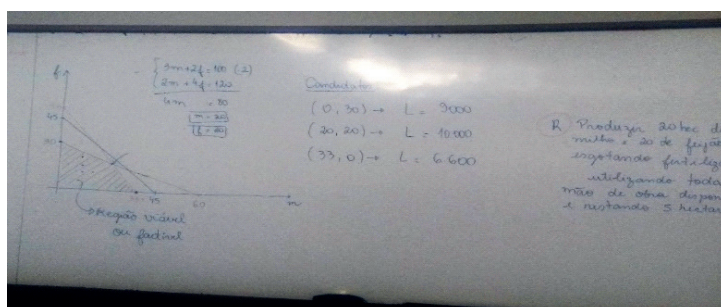 3m+2f=100 (2)
2m+4f=120
4m = 80
m = 20
f = 20
f
45
30
45
60
m
Região viável
ou factível
Candidatos
(0, 30) → L = 9000
(20, 20) → L = 10 000
(33, 0) → L = 6.600
R Produzir 20 hec d
milho e 20 de feijão
esgotando fertiliz
utilizando toda
mão de obra dispon
e restando 5 hectar